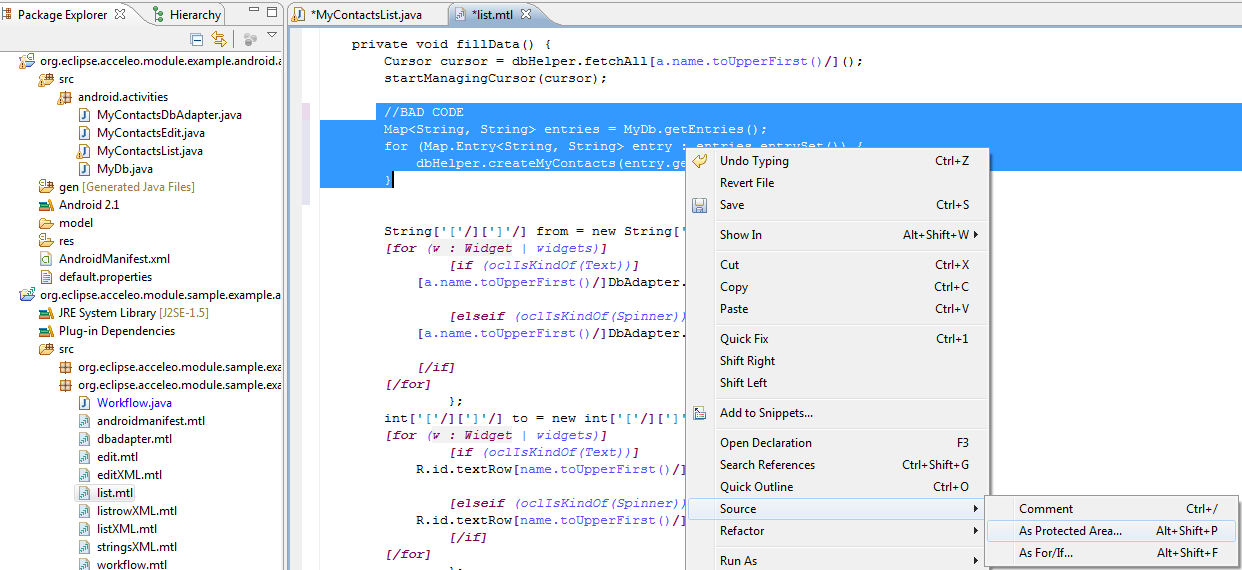 Package Explorer
Hierarchy
org.eclipse.acceleo.module.example.android.a
src
android.activities
MyContactsDbAdapter.java
MyContactsEdit.java
MyContactsList.java
MyDb.java
gen [Generated Java Files]
Android 2.1
model
res
AndroidManifest.xml
default.properties
org.eclipse.acceleo.module.sample.example.a
JRE System Library [J2SE-1.5]
Plug-in Dependencies
src
org.eclipse.acceleo.module.sample.exa
org.eclipse.acceleo.module.sample.exa
Workflow.java
androidmanifest.mtl
dbadapter.mtl
edit.mtl
editXML.mtl
list.mtl
listrowXML.mtl
listXML.mtl
stringsXML.mtl
workflow.mtl
*MyContactsList.java
*list.mtl
private void fillData() {
Cursor cursor = dbHelper.fetchAll[a.name.toUpperFirst()/]();
startManagingCursor(cursor);
//BAD CODE
Map<String, String> entries = MyDb.getEntries();
for (Map.Entry<String, String> entry : entries.entrySet()) {
dbHelper.createMyContacts(entry.ge
}
String['['/][']'/] from = new String['
[for (w : Widget | widgets)]
[if (oclIsKindOf(Text))]
[a.name.toUpperFirst()/]DbAdapter.
[elseif (oclIsKindOf(Spinner))
[a.name.toUpperFirst()/]DbAdapter.
[/if]
[/for]
};
int['['/][']'/] to = new int['['/][']'
[for (w : Widget | widgets)]
[if (oclIsKindOf(Text))]
R.id.textRow[name.toUpperFirst()/]
[elseif (oclIsKindOf(Spinner))
R.id.textRow[name.toUpperFirst()/]
[/if]
[/for]
};
Undo Typing Ctrl+Z
Revert File
Save Ctrl+S
Show In Alt+Shift+W
Cut Ctrl+X
Copy Ctrl+C
Paste Ctrl+V
Quick Fix Ctrl+1
Shift Right
Shift Left
Add to Snippets...
Open Declaration F3
Search References Ctrl+Shift+G
Quick Outline Ctrl+O
Source
Refactor
Run As
Comment Ctrl+/
As Protected Area... Alt+Shift+P
As For/If... Alt+Shift+F